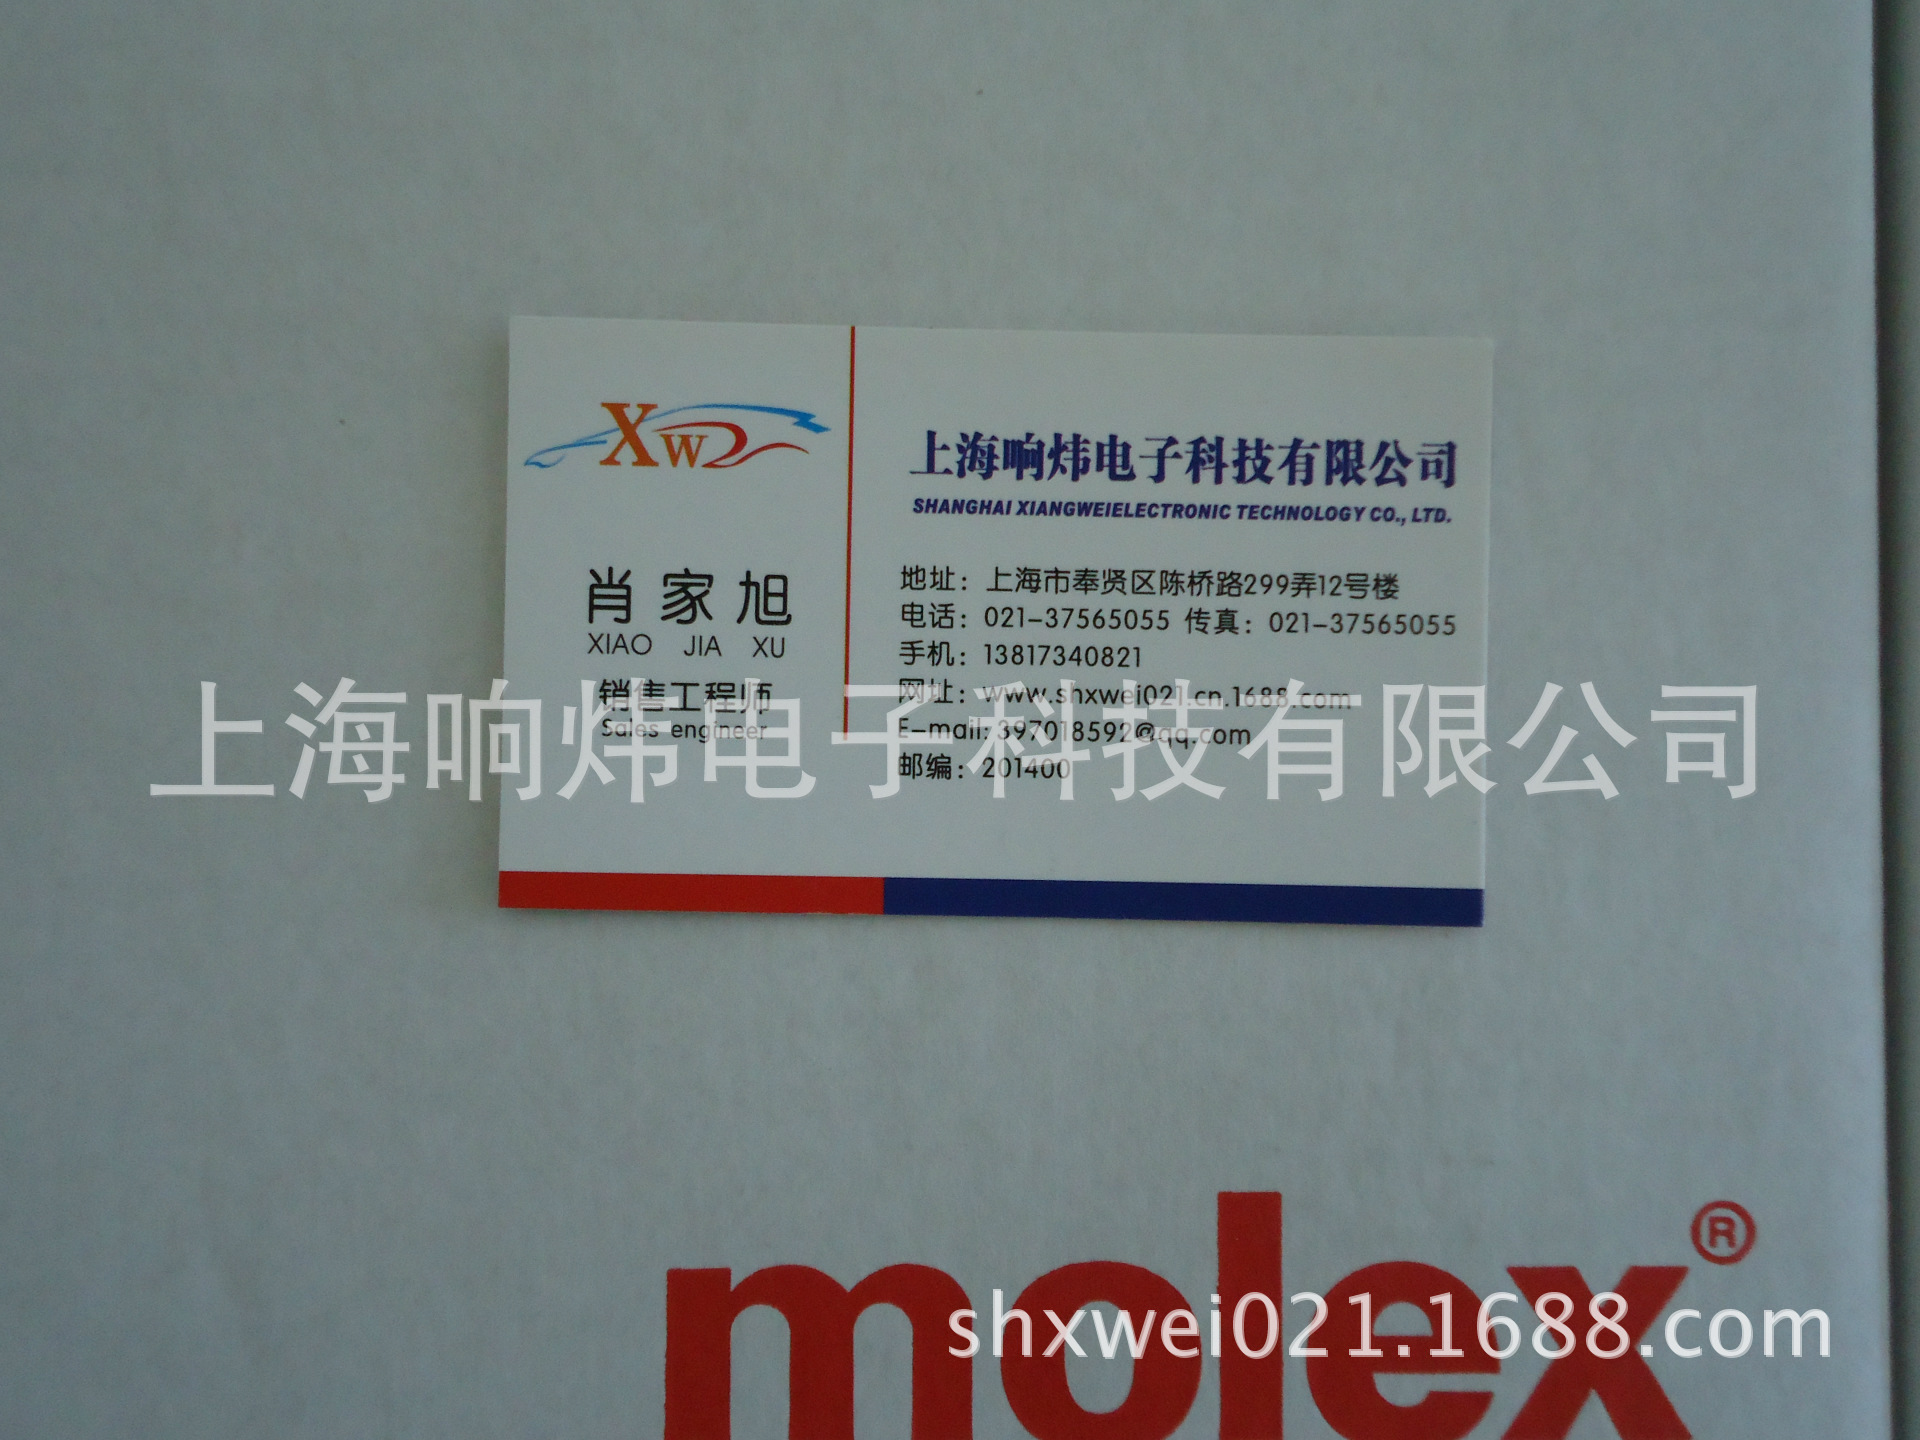 XW
上海响炜电子科技有限公司
SHANGHAI XIANGWEIELECTRONIC TECHNOLOGY CO., LTD.
肖家旭
XIAO JIA XU
销售工程师
Sales engineer
地址：上海市奉贤区陈桥路299弄12号楼
电话：021-37565055 传真：021-37565055
手机：13817340821
网址：www.shxwei021.cn.1688.com
E-mail:397018592@qq.com
邮编：201400
上海响炜电子科技有限公司
molex®
shxwei021.1688.com